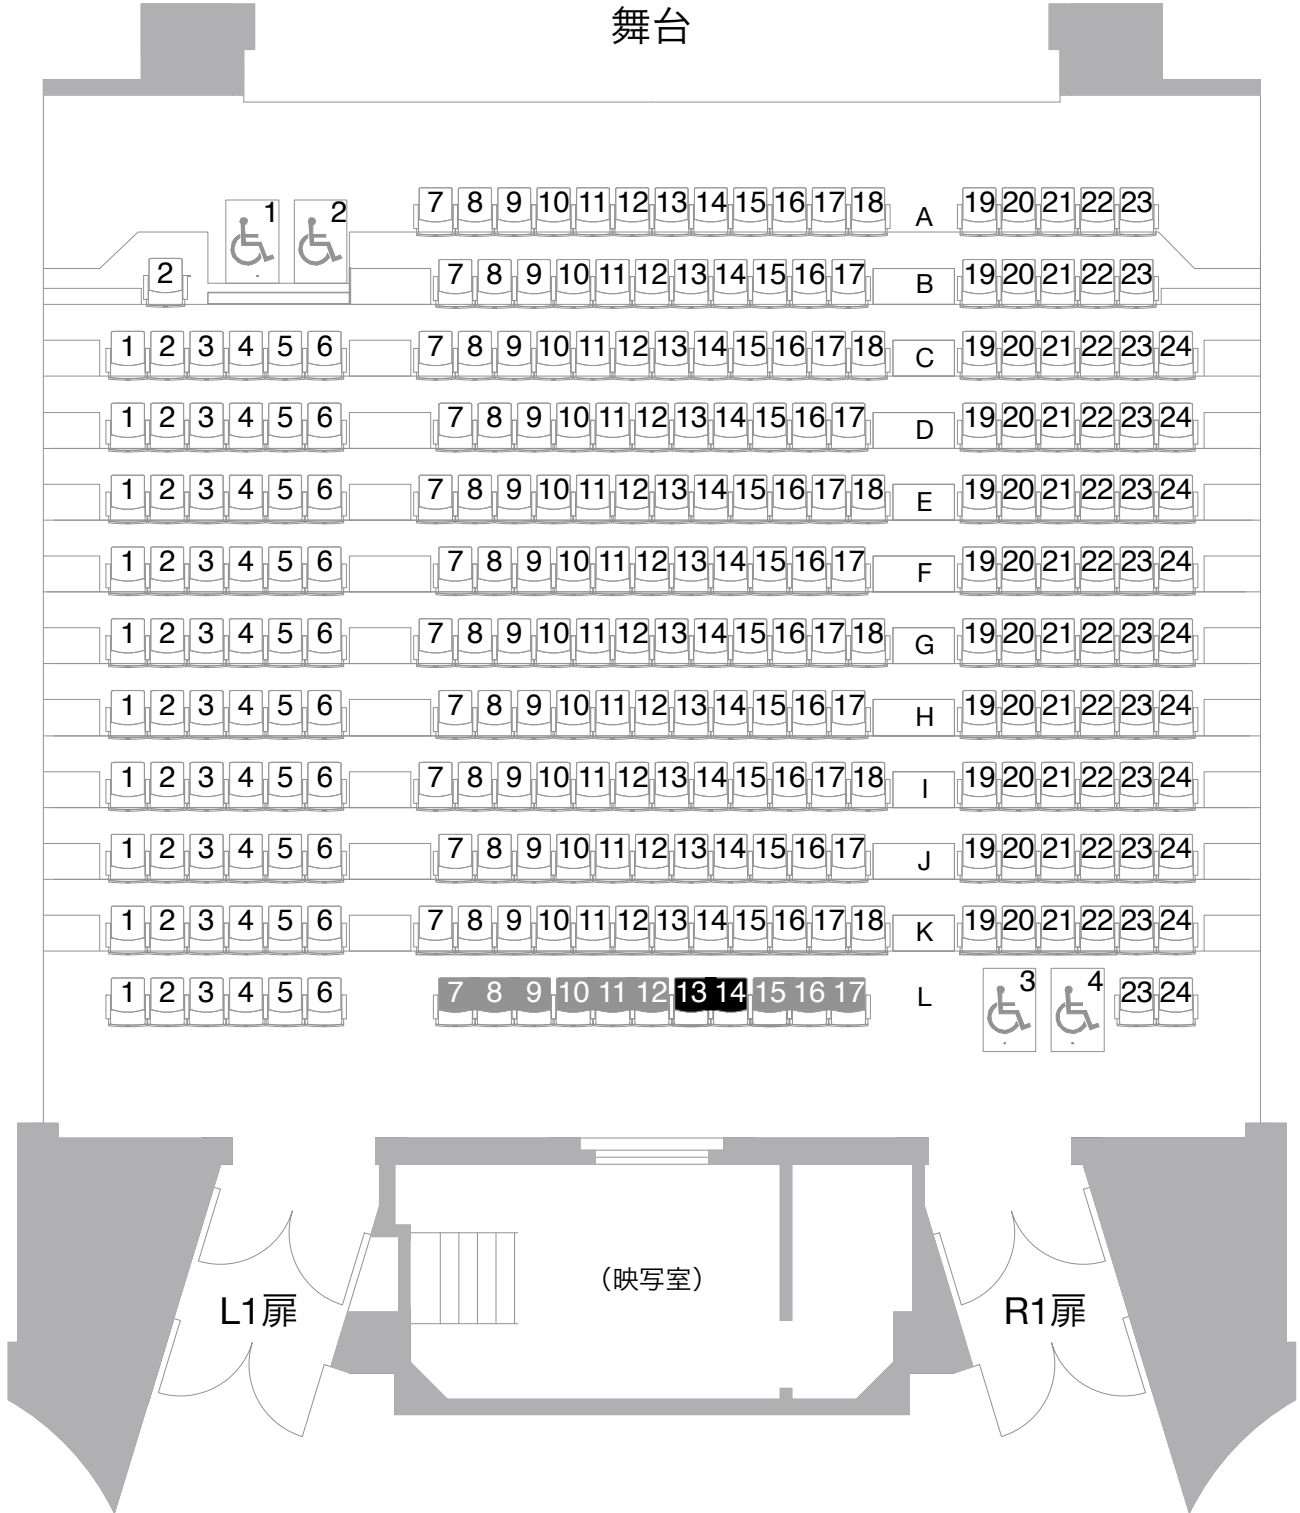 舞台
1 2 7 8 9 10 11 12 13 14 15 16 17 18 A 19 20 21 22 23
2 7 8 9 10 11 12 13 14 15 16 17 B 19 20 21 22 23
1 2 3 4 5 6 7 8 9 10 11 12 13 14 15 16 17 18 C 19 20 21 22 23 24
1 2 3 4 5 6 7 8 9 10 11 12 13 14 15 16 17 D 19 20 21 22 23 24
1 2 3 4 5 6 7 8 9 10 11 12 13 14 15 16 17 18 E 19 20 21 22 23 24
1 2 3 4 5 6 7 8 9 10 11 12 13 14 15 16 17 F 19 20 21 22 23 24
1 2 3 4 5 6 7 8 9 10 11 12 13 14 15 16 17 18 G 19 20 21 22 23 24
1 2 3 4 5 6 7 8 9 10 11 12 13 14 15 16 17 H 19 20 21 22 23 24
1 2 3 4 5 6 7 8 9 10 11 12 13 14 15 16 17 18 I 19 20 21 22 23 24
1 2 3 4 5 6 7 8 9 10 11 12 13 14 15 16 17 J 19 20 21 22 23 24
1 2 3 4 5 6 7 8 9 10 11 12 13 14 15 16 17 18 K 19 20 21 22 23 24
1 2 3 4 5 6 7 8 9 10 11 12 13 14 15 16 17 L 3 4 23 24
（映写室）
L1扉 R1扉